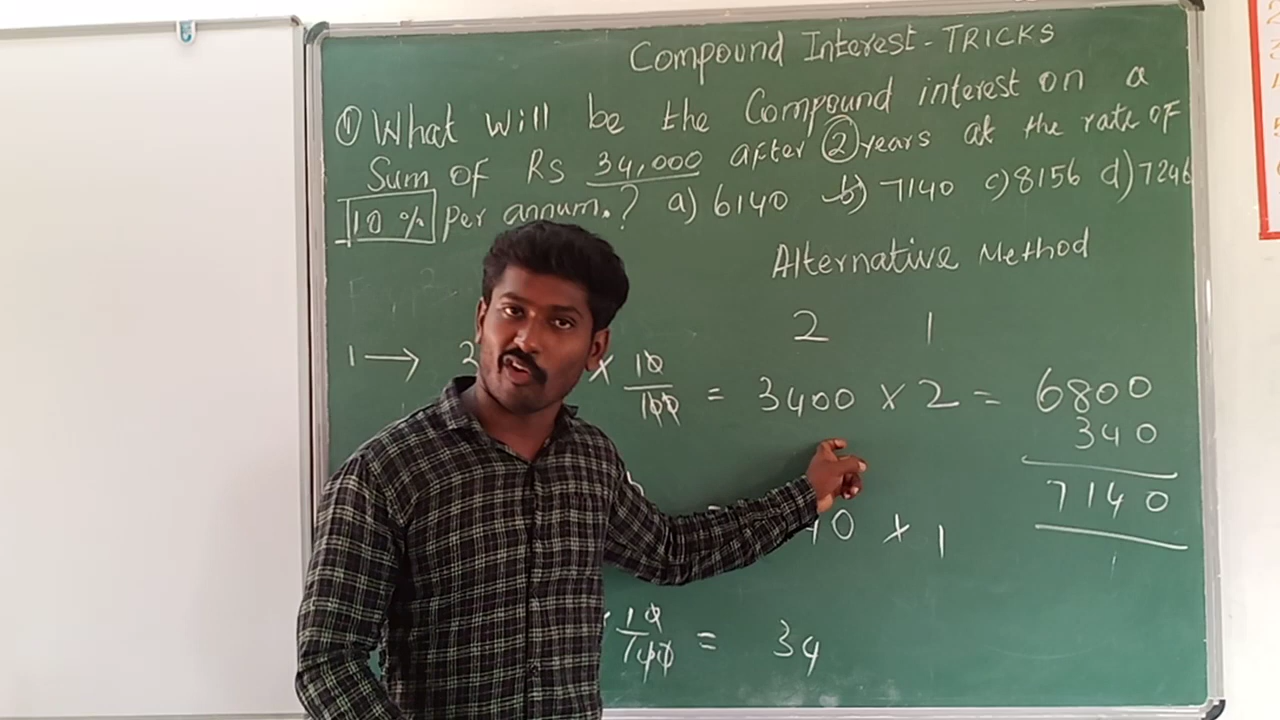 Compound Interest - TRICKS
① What will be the Compound interest on a
Sum of Rs 34,000 after 2 years at the rate of
10 % Per annum.? a) 6140 b) 7140 c) 8156 d) 7246
Alternative Method
2 1
1 → 3 × 10/100 = 3400 × 2 = 6800
340
7140
40 × 1
10/100 = 34